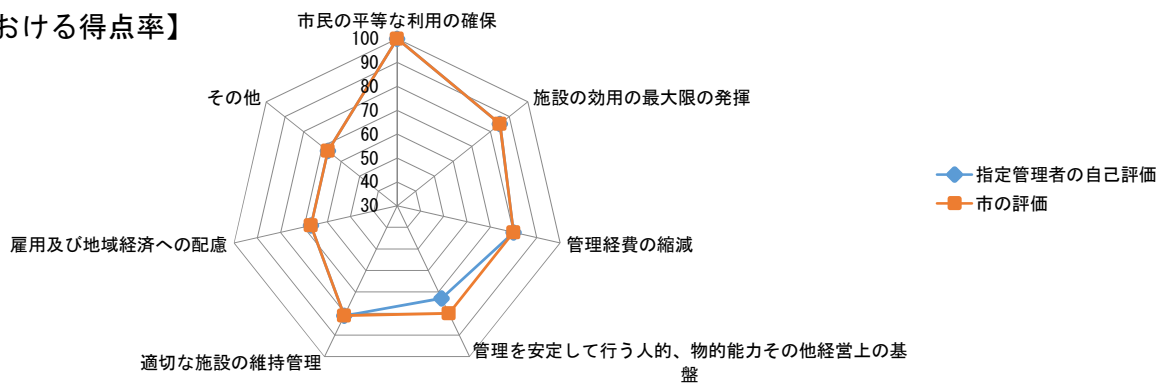 おける得点率】
市民の平等な利用の確保
100
90
80
70
60
50
40
30
施設の効用の最大限の発揮
管理経費の縮減
管理を安定して行う人的、物的能力その他経営上の基
盤
適切な施設の維持管理
雇用及び地域経済への配慮
その他
指定管理者の自己評価
市の評価